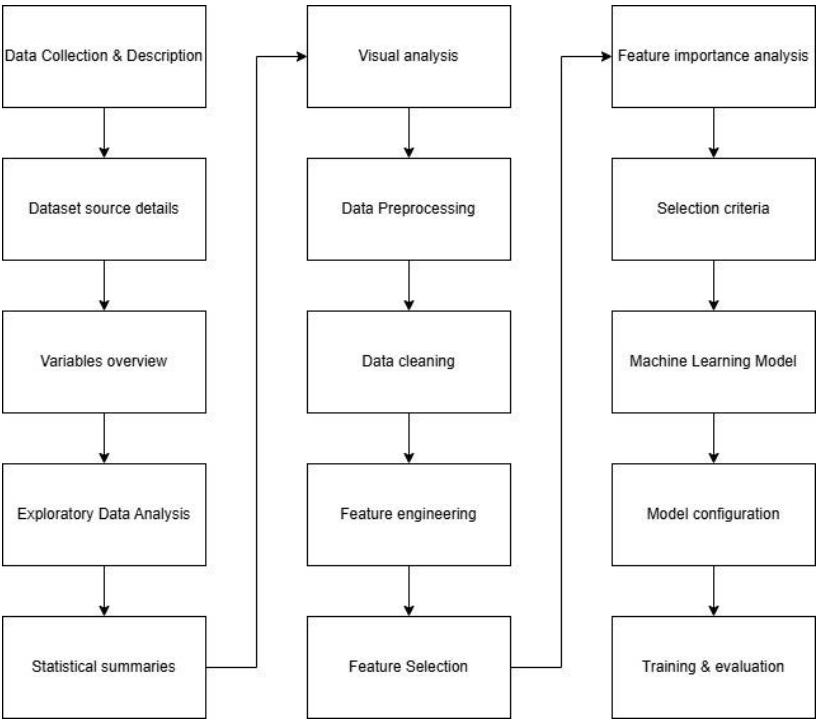 Data Collection & Description
Dataset source details
Variables overview
Exploratory Data Analysis
Statistical summaries
Visual analysis
Data Preprocessing
Data cleaning
Feature engineering
Feature Selection
Feature importance analysis
Selection criteria
Machine Learning Model
Model configuration
Training & evaluation